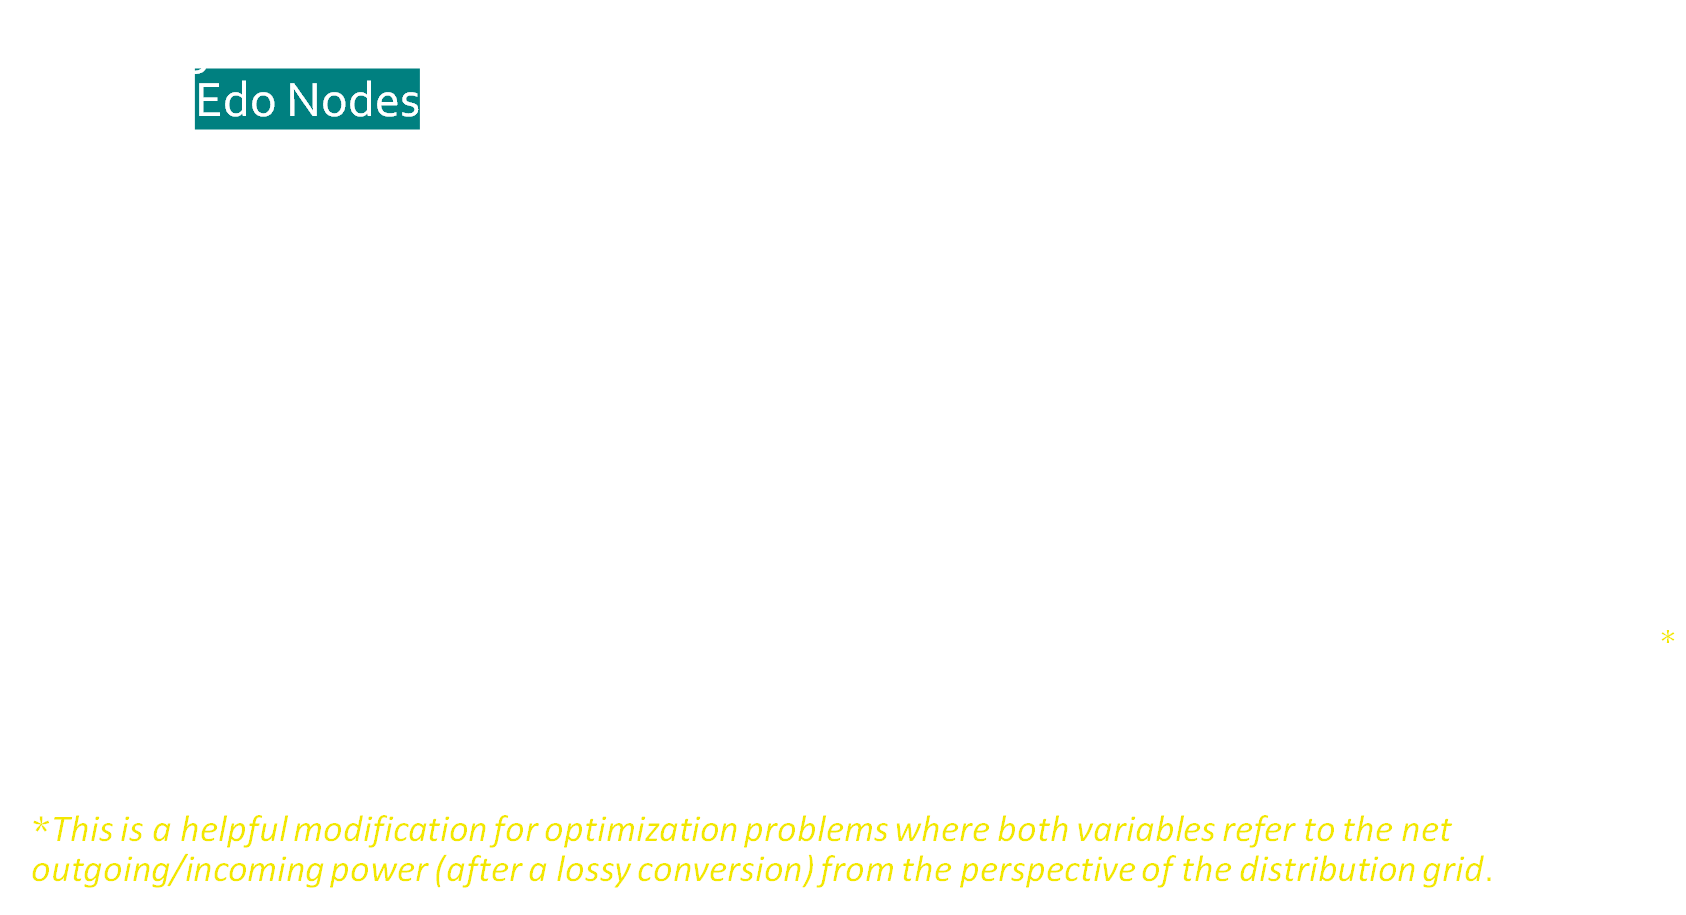 Edo Nodes
*
*This is a helpful modification for optimization problems where both variables refer to the net
outgoing/incoming power (after a lossy conversion) from the perspective of the distribution grid.